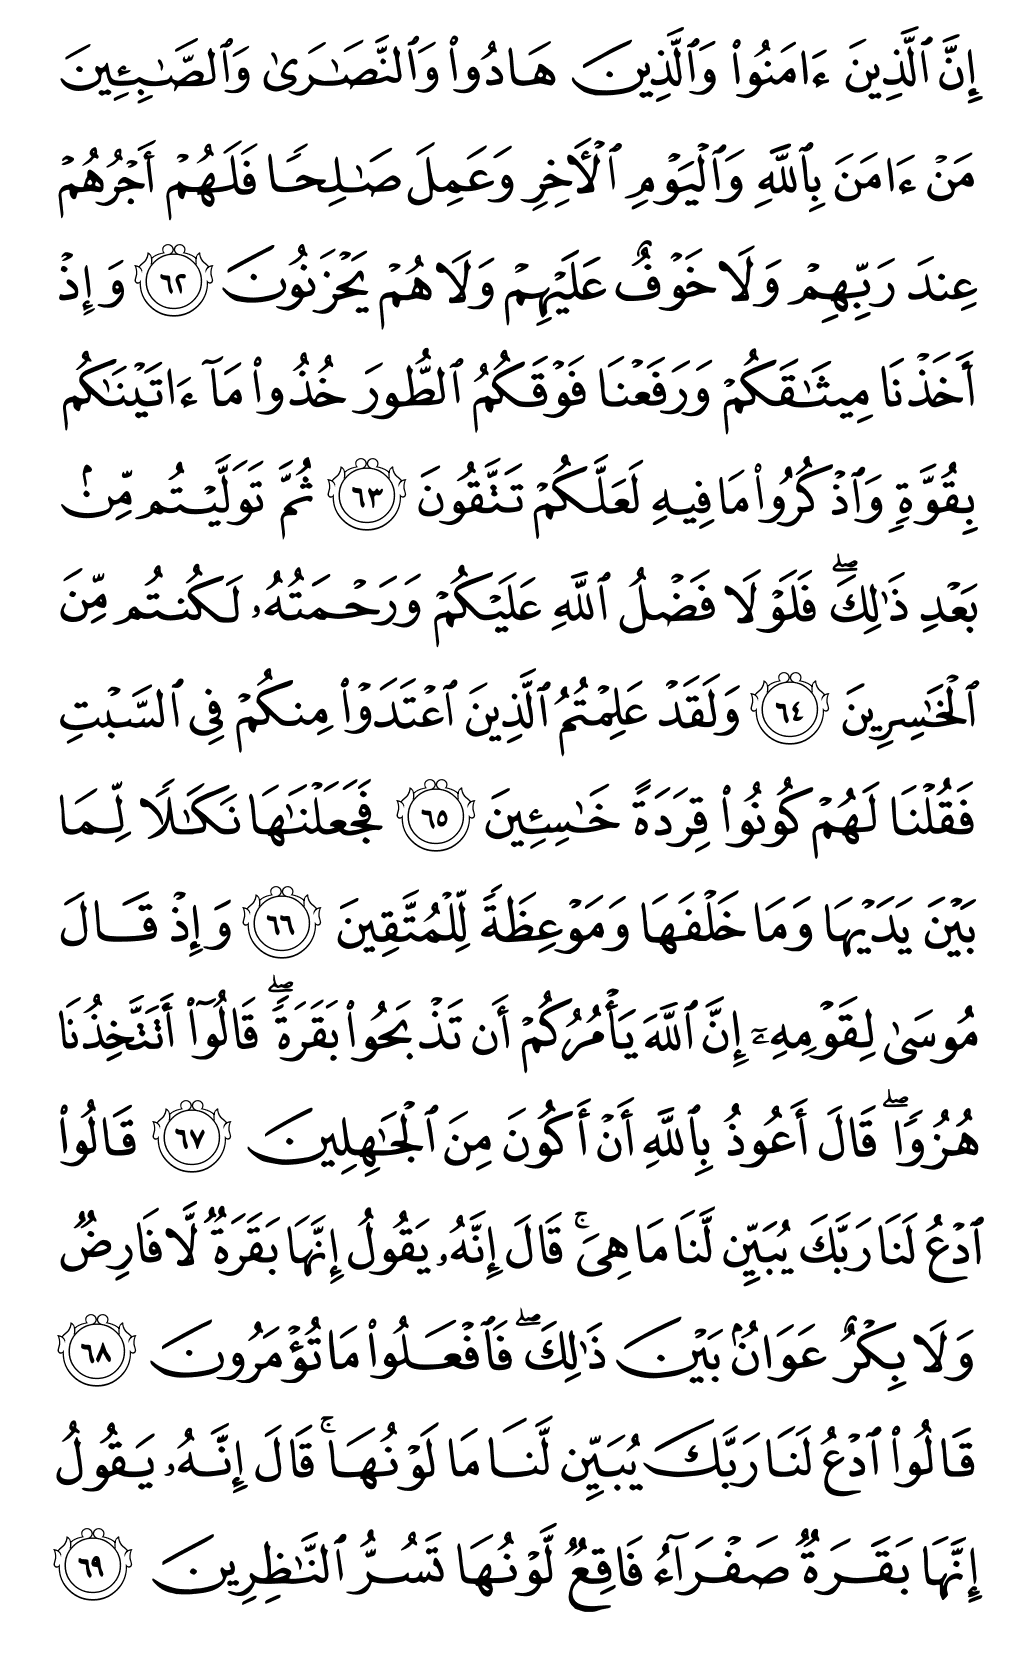 إِنَّ ٱلَّذِينَ ءَامَنُوا۟ وَٱلَّذِينَ هَادُوا۟ وَٱلنَّصَـٰرَىٰ وَٱلصَّـٰبِـِٔينَ
مَنْ ءَامَنَ بِٱللَّهِ وَٱلْيَوْمِ ٱلْـَٔاخِرِ وَعَمِلَ صَـٰلِحًا فَلَهُمْ أَجْرُهُمْ
عِندَ رَبِّهِمْ وَلَا خَوْفٌ عَلَيْهِمْ وَلَا هُمْ يَحْزَنُونَ ٦٢ وَإِذْ
أَخَذْنَا مِيثَـٰقَكُمْ وَرَفَعْنَا فَوْقَكُمُ ٱلطُّورَ خُذُوا۟ مَآ ءَاتَيْنَـٰكُم
بِقُوَّةٍ وَٱذْكُرُوا۟ مَا فِيهِ لَعَلَّكُمْ تَتَّقُونَ ٦٣ ثُمَّ تَوَلَّيْتُم مِّنۢ
بَعْدِ ذَٰلِكَ ۖ فَلَوْلَا فَضْلُ ٱللَّهِ عَلَيْكُمْ وَرَحْمَتُهُۥ لَكُنتُم مِّنَ
ٱلْخَـٰسِرِينَ ٦٤ وَلَقَدْ عَلِمْتُمُ ٱلَّذِينَ ٱعْتَدَوْا۟ مِنكُمْ فِى ٱلسَّبْتِ
فَقُلْنَا لَهُمْ كُونُوا۟ قِرَدَةً خَـٰسِـِٔينَ ٦٥ فَجَعَلْنَـٰهَا نَكَـٰلًا لِّمَا
بَيْنَ يَدَيْهَا وَمَا خَلْفَهَا وَمَوْعِظَةً لِّلْمُتَّقِينَ ٦٦ وَإِذْ قَالَ
مُوسَىٰ لِقَوْمِهِۦٓ إِنَّ ٱللَّهَ يَأْمُرُكُمْ أَن تَذْبَحُوا۟ بَقَرَةً ۖ قَالُوٓا۟ أَتَتَّخِذُنَا
هُزُوًا ۖ قَالَ أَعُوذُ بِٱللَّهِ أَنْ أَكُونَ مِنَ ٱلْجَـٰهِلِينَ ٦٧ قَالُوا۟
ٱدْعُ لَنَا رَبَّكَ يُبَيِّن لَّنَا مَا هِىَ ۚ قَالَ إِنَّهُۥ يَقُولُ إِنَّهَا بَقَرَةٌ لَّا فَارِضٌ
وَلَا بِكْرٌ عَوَانٌۢ بَيْنَ ذَٰلِكَ ۖ فَٱفْعَلُوا۟ مَا تُؤْمَرُونَ ٦٨
قَالُوا۟ ٱدْعُ لَنَا رَبَّكَ يُبَيِّن لَّنَا مَا لَوْنُهَا ۚ قَالَ إِنَّهُۥ يَقُولُ
إِنَّهَا بَقَرَةٌ صَفْرَآءُ فَاقِعٌ لَّوْنُهَا تَسُرُّ ٱلنَّـٰظِرِينَ ٦٩